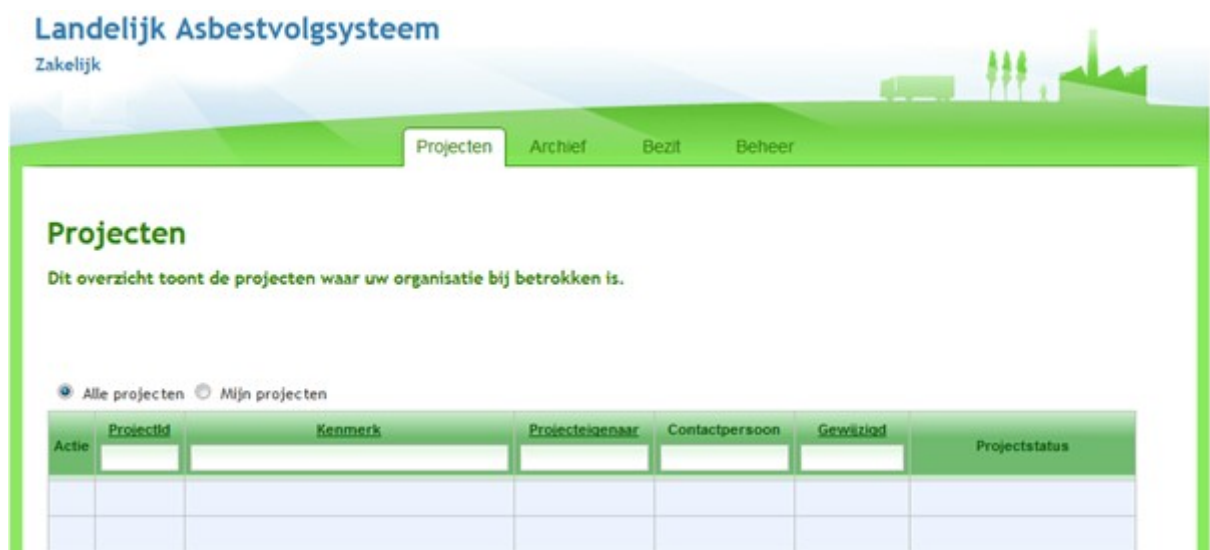 Landelijk Asbestvolgsysteem
Zakelijk
Projecten Archief Bezit Beheer
Projecten
Dit overzicht toont de projecten waar uw organisatie bij betrokken is.
Alle projecten Mijn projecten
Actie ProjectId Kenmerk Projecteigenaar Contactpersoon Gewijzigd Projectstatus